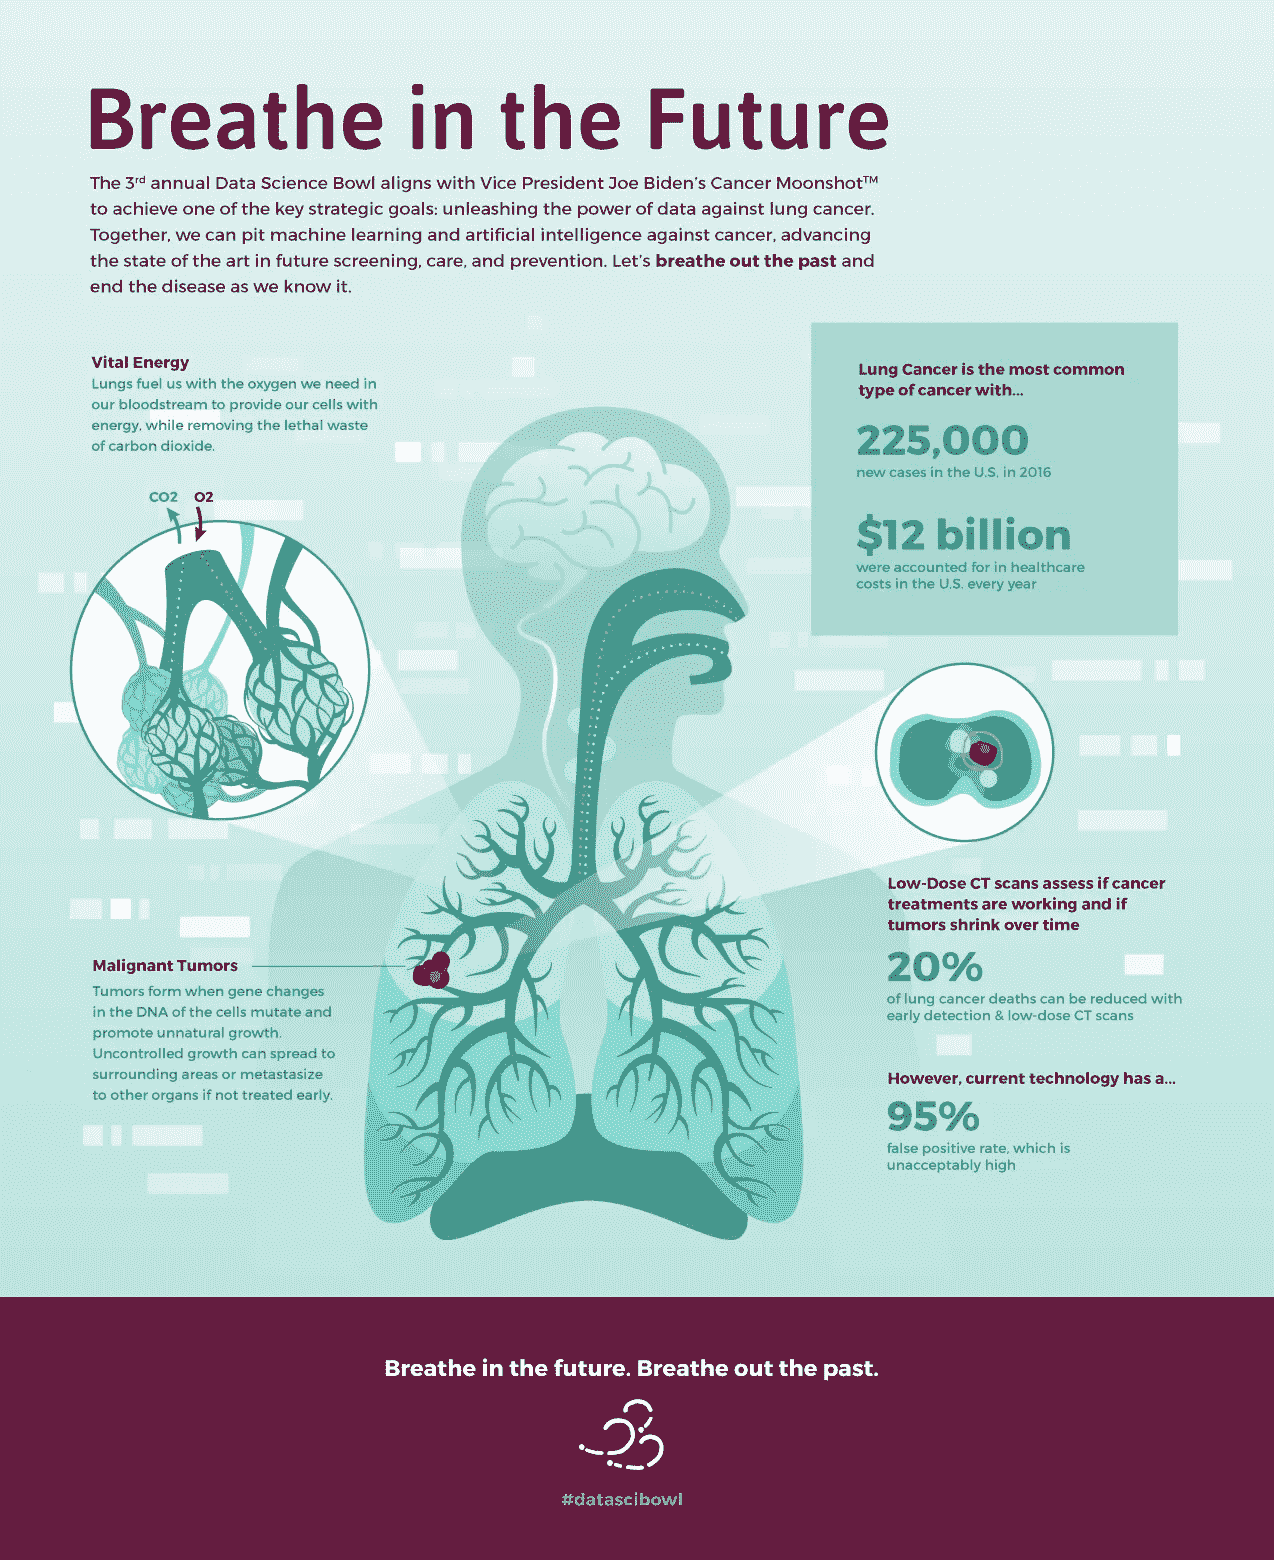 Breathe in the Future
The 3rd annual Data Science Bowl aligns with Vice President Joe Biden's Cancer Moonshot™
to achieve one of the key strategic goals: unleashing the power of data against lung cancer.
Together, we can pit machine learning and artificial intelligence against cancer, advancing
the state of the art in future screening, care, and prevention. Let's breathe out the past and
end the disease as we know it.
Vital Energy
Lungs fuel us with the oxygen we need in
our bloodstream to provide our cells with
energy, while removing the lethal waste
of carbon dioxide.
CO2 O2
Malignant Tumors
Tumors form when gene changes
in the DNA of the cells mutate and
promote unnatural growth.
Uncontrolled growth can spread to
surrounding areas or metastasize
to other organs if not treated early.
Lung Cancer is the most common
type of cancer with...
225,000
new cases in the U.S. in 2016
$12 billion
were accounted for in healthcare
costs in the U.S. every year
Low-Dose CT scans assess if cancer
treatments are working and if
tumors shrink over time
20%
of lung cancer deaths can be reduced with
early detection & low-dose CT scans
However, current technology has a...
95%
false positive rate, which is
unacceptably high
Breathe in the future. Breathe out the past.
#datascibowl